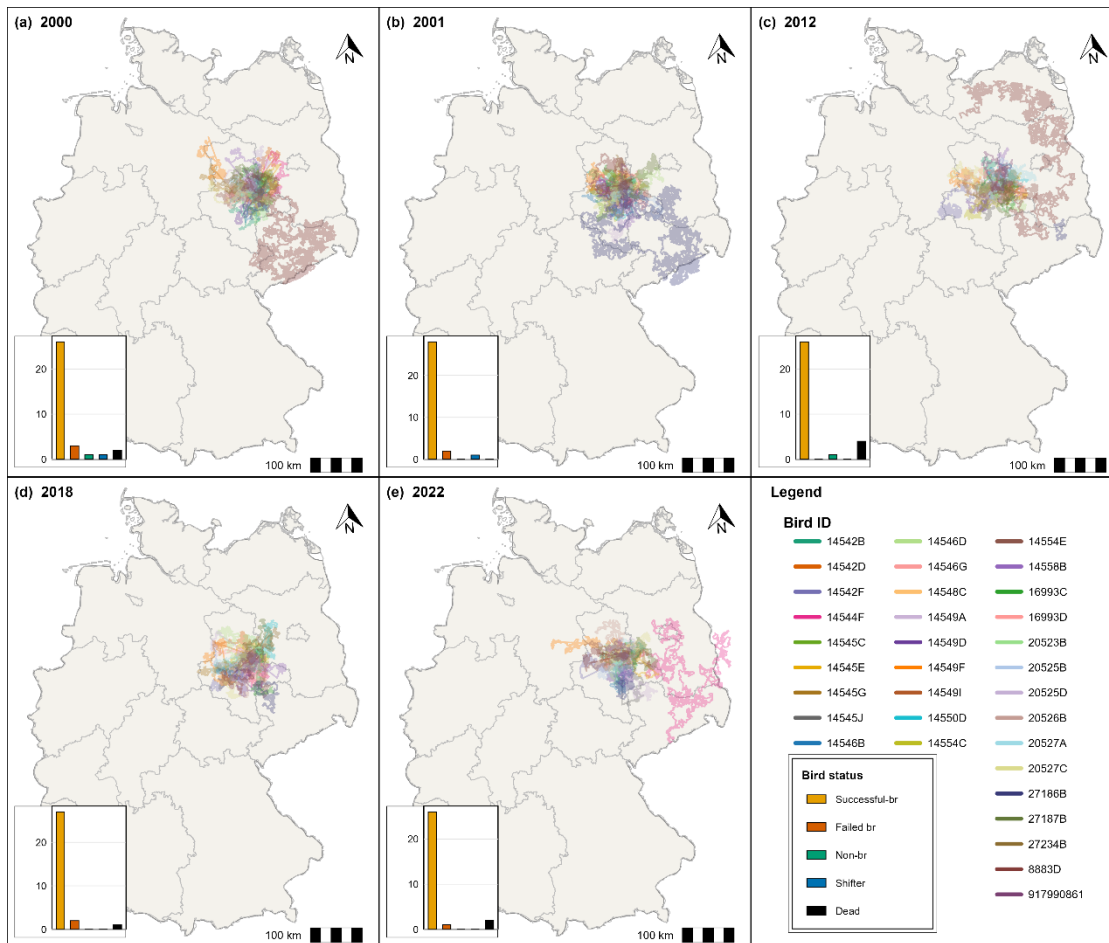 (a) 2000
N
20
10
0
100 km
(b) 2001
N
20
10
0
100 km
(c) 2012
N
20
10
0
100 km
(d) 2018
N
20
10
0
100 km
(e) 2022
N
20
10
0
100 km
Legend
Bird ID
14542B 14546D 14554E
14542D 14546G 14558B
14542F 14548C 16993C
14544F 14549A 16993D
14545C 14549D 20523B
14545E 14549F 20525B
14545G 14549I 20525D
14545J 14550D 20526B
14546B 14554C 20527A
20527C
27186B
27187B
27234B
8883D
917990861
Bird status
Successful-br
Failed br
Non-br
Shifter
Dead